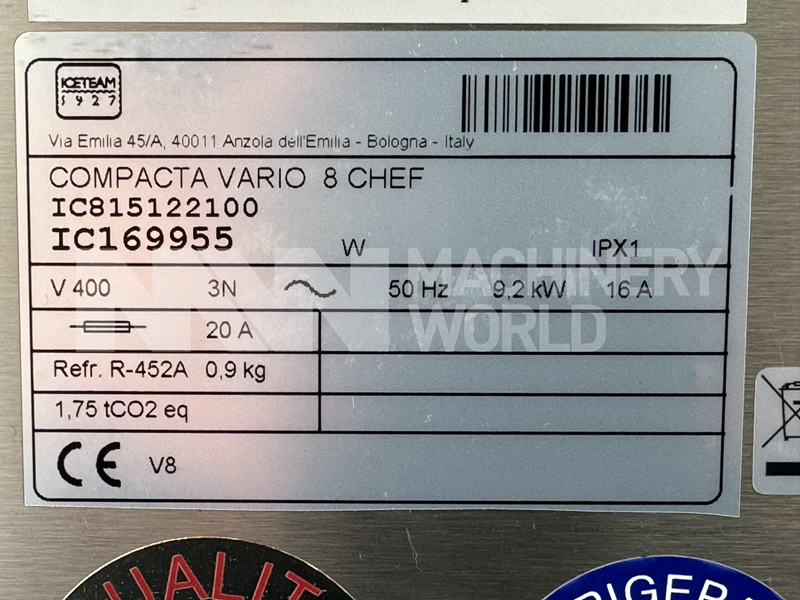 ICETEAM
1927
Via Emilia 45/A, 40011 Anzola dell'Emilia - Bologna - Italy
COMPACTA VARIO 8 CHEF
IC815122100
IC169955 W IPX1
MACHINERY
WORLD
V 400 3N 50 Hz 9,2 kW 16 A
20 A
Refr. R-452A 0,9 kg
1,75 tCO2 eq
CE V8